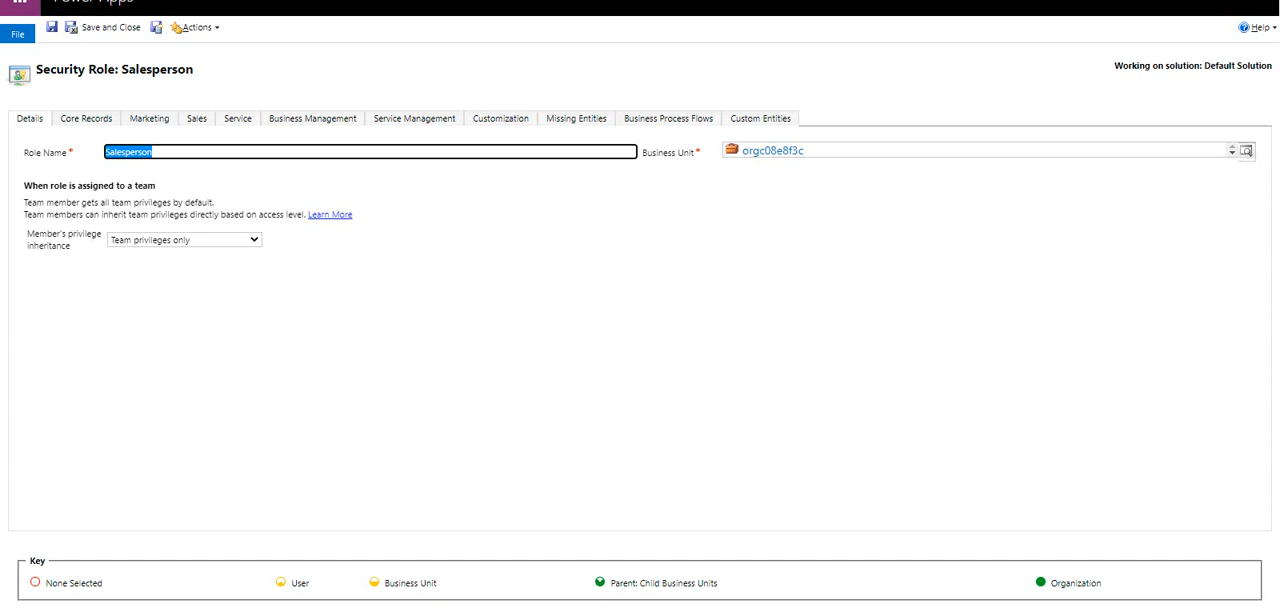 Power Apps
File Save and Close Actions Help
Security Role: Salesperson
Working on solution: Default Solution
Details Core Records Marketing Sales Service Business Management Service Management Customization Missing Entities Business Process Flows Custom Entities
Role Name * Salesperson Business Unit * orgc08e8f3c
When role is assigned to a team
Team member gets all team privileges by default.
Team members can inherit team privileges directly based on access level. Learn More
Member's privilege
inheritance
Team privileges only
Key
None Selected User Business Unit Parent: Child Business Units Organization